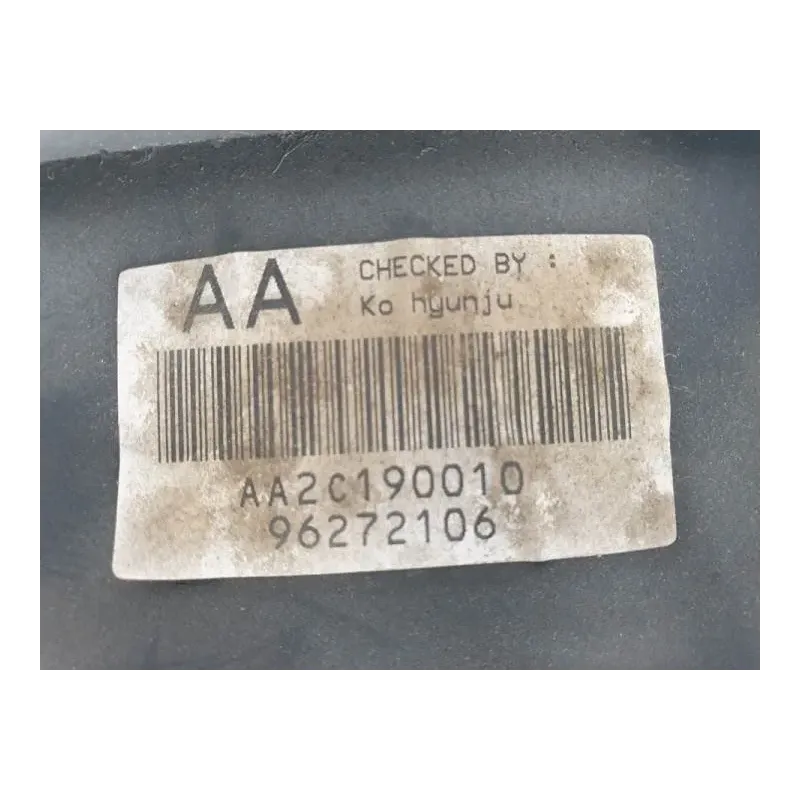 AA
CHECKED BY :
Ko hyunju
AA2C190010
96272106